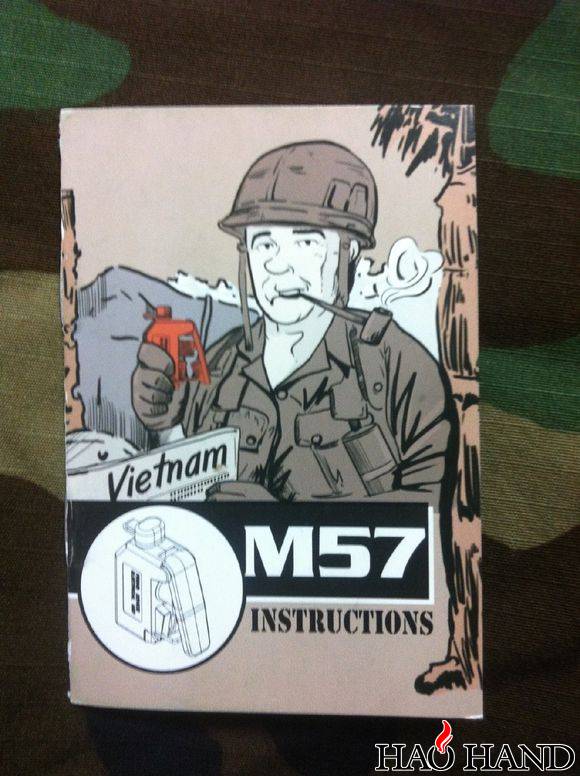 Vietnam
M57
INSTRUCTIONS
HAO HAND